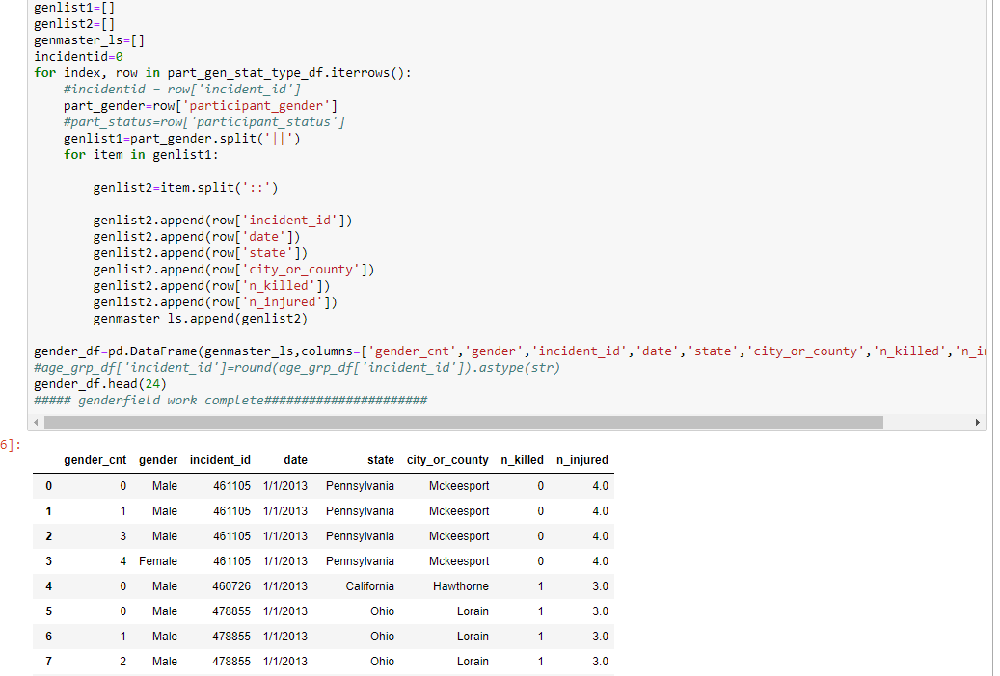 genlist1=[]
genlist2=[]
genmaster_ls=[]
incidentid=0
for index, row in part_gen_stat_type_df.iterrows():
    #incidentid = row['incident_id']
    part_gender=row['participant_gender']
    #part_status=row['participant_status']
    genlist1=part_gender.split('||')
    for item in genlist1:
        genlist2=item.split('::')
        genlist2.append(row['incident_id'])
        genlist2.append(row['date'])
        genlist2.append(row['state'])
        genlist2.append(row['city_or_county'])
        genlist2.append(row['n_killed'])
        genlist2.append(row['n_injured'])
        genmaster_ls.append(genlist2)
gender_df=pd.DataFrame(genmaster_ls,columns=['gender_cnt','gender','incident_id','date','state','city_or_county','n_killed','n_i
#age_grp_df['incident_id']=round(age_grp_df['incident_id']).astype(str)
gender_df.head(24)
##### genderfield work complete######################
6]:
gender_cnt gender incident_id date state city_or_county n_killed n_injured
0 0 Male 461105 1/1/2013 Pennsylvania Mckeesport 0 4.0
1 1 Male 461105 1/1/2013 Pennsylvania Mckeesport 0 4.0
2 3 Male 461105 1/1/2013 Pennsylvania Mckeesport 0 4.0
3 4 Female 461105 1/1/2013 Pennsylvania Mckeesport 0 4.0
4 0 Male 460726 1/1/2013 California Hawthorne 1 3.0
5 0 Male 478855 1/1/2013 Ohio Lorain 1 3.0
6 1 Male 478855 1/1/2013 Ohio Lorain 1 3.0
7 2 Male 478855 1/1/2013 Ohio Lorain 1 3.0